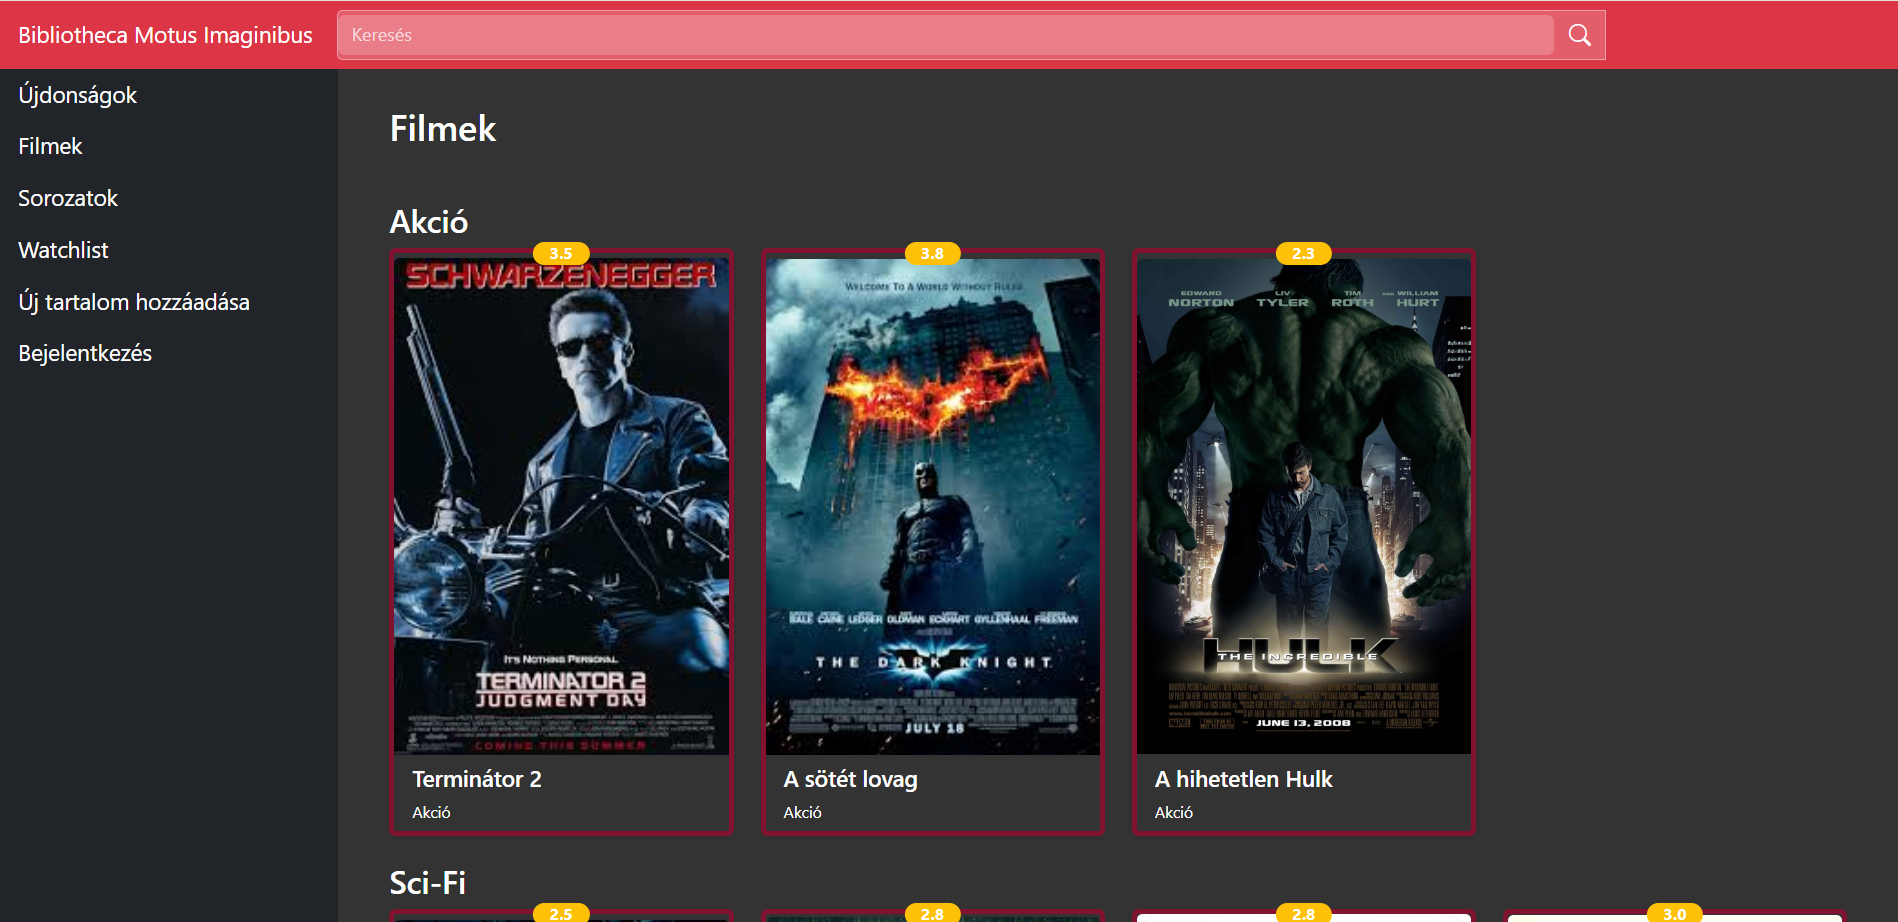 Bibliotheca Motus Imaginibus
Keresés
Újdonságok
Filmek
Sorozatok
Watchlist
Új tartalom hozzáadása
Bejelentkezés
Filmek
Akció
3.5
SCHWARZENEGGER
IT'S NOTHING PERSONAL
TERMINATOR 2
JUDGMENT DAY
COMING THIS SUMMER
Terminátor 2
Akció
3.8
WELCOME TO A WORLD WITHOUT RULES
BALE CAINE LEDGER OLDMAN ECKHART GYLLENHAAL FREEMAN
THE DARK KNIGHT
JULY 18
A sötét lovag
Akció
2.3
EDWARD NORTON LIV TYLER TIM ROTH AND WILLIAM HURT
THE INCREDIBLE
HULK
MARVEL
JUNE 13, 2008
A hihetetlen Hulk
Akció
Sci-Fi
2.5
2.8
2.8
3.0